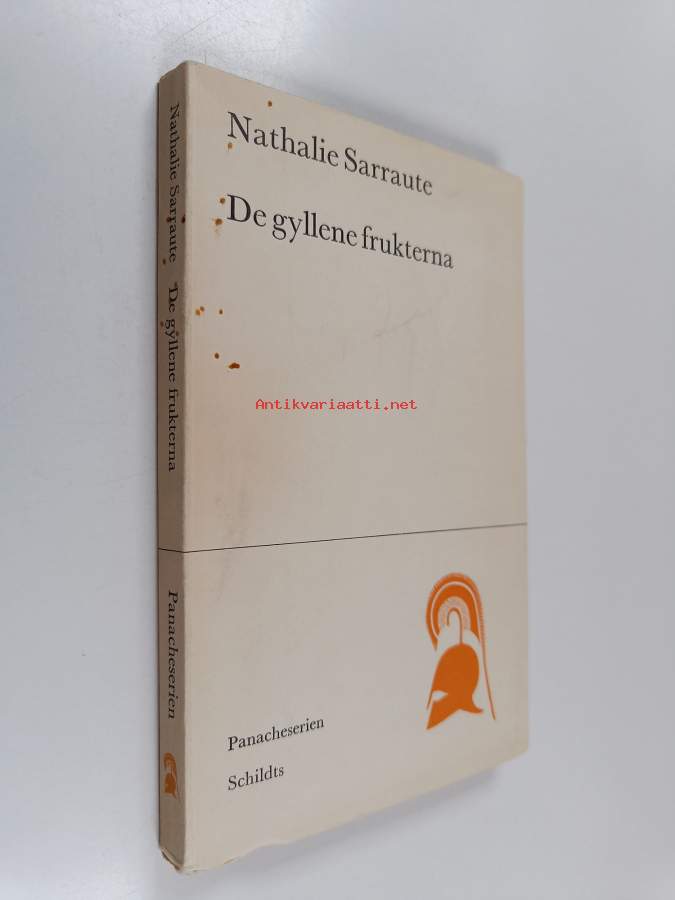 Nathalie Sarraute
De gyllene frukterna
Panacheserien
Schildts
Nathalie Sarraute De gyllene frukterna
Panacheserien
Antikvariaatti.net